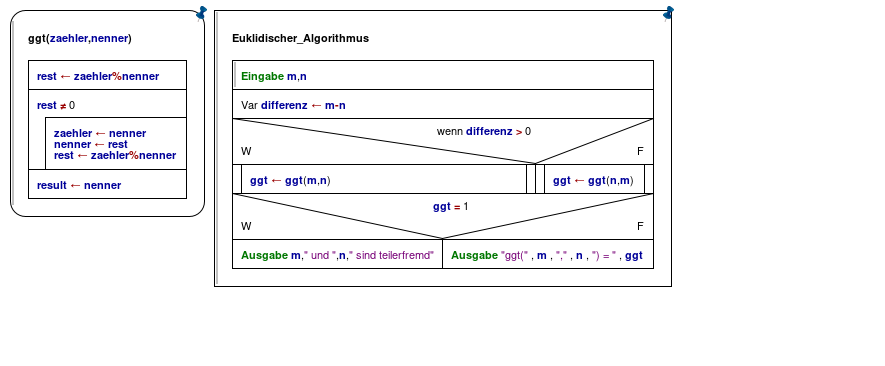 ggt(zaehler,nenner)
rest ← zaehler%nenner
rest ≠ 0
zaehler ← nenner
nenner ← rest
rest ← zaehler%nenner
result ← nenner
Euklidischer_Algorithmus
Eingabe m,n
Var differenz ← m-n
wenn differenz > 0
W F
ggt ← ggt(m,n) ggt ← ggt(n,m)
ggt = 1
W F
Ausgabe m," und ",n," sind teilerfremd" Ausgabe "ggt(" , m , "," , n , ") = " , ggt